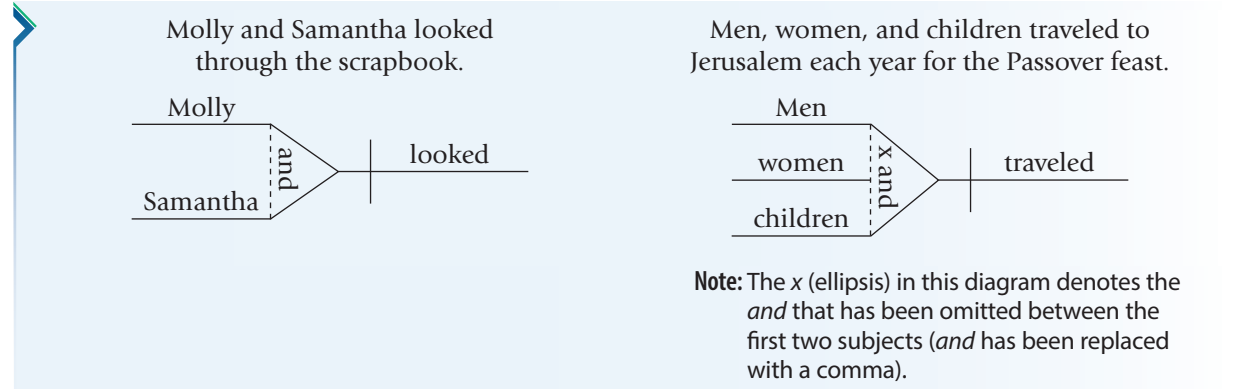 Molly and Samantha looked
through the scrapbook.
Molly
and
looked
Samantha
Men, women, and children traveled to
Jerusalem each year for the Passover feast.
Men
women
x and
traveled
children
Note: The x (ellipsis) in this diagram denotes the
and that has been omitted between the
first two subjects (and has been replaced
with a comma).